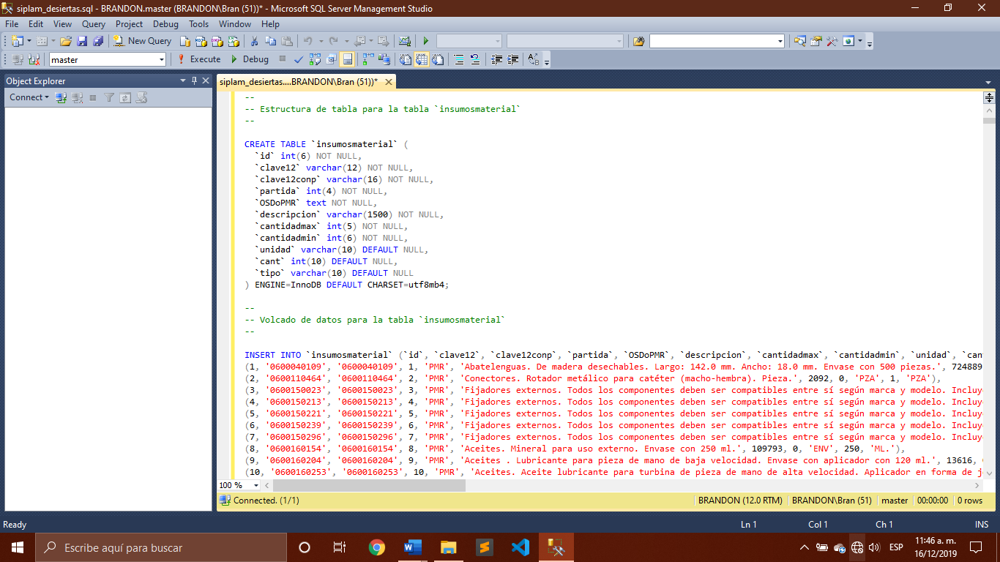 siplam_desiertas.sql - BRANDON.master (BRANDON\Bran (51))* - Microsoft SQL Server Management Studio
File Edit View Query Project Debug Tools Window Help
New Query
master Execute Debug
Object Explorer
Connect
siplam_desiertas....BRANDON\Bran (51))*
--
-- Estructura de tabla para la tabla `insumosmaterial`
--
CREATE TABLE `insumosmaterial` (
`id` int(6) NOT NULL,
`clave12` varchar(12) NOT NULL,
`clave12conp` varchar(16) NOT NULL,
`partida` int(4) NOT NULL,
`OSDoPMR` text NOT NULL,
`descripcion` varchar(1500) NOT NULL,
`cantidadmax` int(5) NOT NULL,
`cantidadmin` int(6) NOT NULL,
`unidad` varchar(10) DEFAULT NULL,
`cant` int(10) DEFAULT NULL,
`tipo` varchar(10) DEFAULT NULL
) ENGINE=InnoDB DEFAULT CHARSET=utf8mb4;
--
-- Volcado de datos para la tabla `insumosmaterial`
--
INSERT INTO `insumosmaterial` (`id`, `clave12`, `clave12conp`, `partida`, `OSDoPMR`, `descripcion`, `cantidadmax`, `cantidadmin`, `unidad`, `can
(1, '0600040109', '0600040109', 1, 'PMR', 'Abatelenguas. De madera desechables. Largo: 142.0 mm. Ancho: 18.0 mm. Envase con 500 piezas.', 724889
(2, '0600110464', '0600110464', 2, 'PMR', 'Conectores. Rotador metálico para catéter (macho-hembra). Pieza.', 2092, 0, 'PZA', 1, 'PZA'),
(3, '0600150023', '0600150023', 3, 'PMR', 'Fijadores externos. Todos los componentes deben ser compatibles entre sí según marca y modelo. Incluy
(4, '0600150213', '0600150213', 4, 'PMR', 'Fijadores externos. Todos los componentes deben ser compatibles entre sí según marca y modelo. Incluy
(5, '0600150221', '0600150221', 5, 'PMR', 'Fijadores externos. Todos los componentes deben ser compatibles entre sí según marca y modelo. Incluy
(6, '0600150239', '0600150239', 6, 'PMR', 'Fijadores externos. Todos los componentes deben ser compatibles entre sí según marca y modelo. Incluy
(7, '0600150296', '0600150296', 7, 'PMR', 'Fijadores externos. Todos los componentes deben ser compatibles entre sí según marca y modelo. Incluy
(8, '0600160154', '0600160154', 8, 'PMR', 'Aceites. Mineral para uso externo. Envase con 250 ml.', 109793, 0, 'ENV', 250, 'ML.'),
(9, '0600160204', '0600160204', 9, 'PMR', 'Aceites . Lubricante para pieza de mano de baja velocidad. Envase con aplicador con 120 ml.', 13616,
(10, '0600160253', '0600160253', 10, 'PMR', 'Aceites. Aceite lubricante para turbina de pieza de mano de alta velocidad. Aplicador en forma de j
100 %
Connected. (1/1) BRANDON (12.0 RTM) BRANDON\Bran (51) master 00:00:00 0 rows
Ready Ln 1 Col 1 Ch 1 INS
Escribe aquí para buscar
ESP
11:46 a. m.
16/12/2019